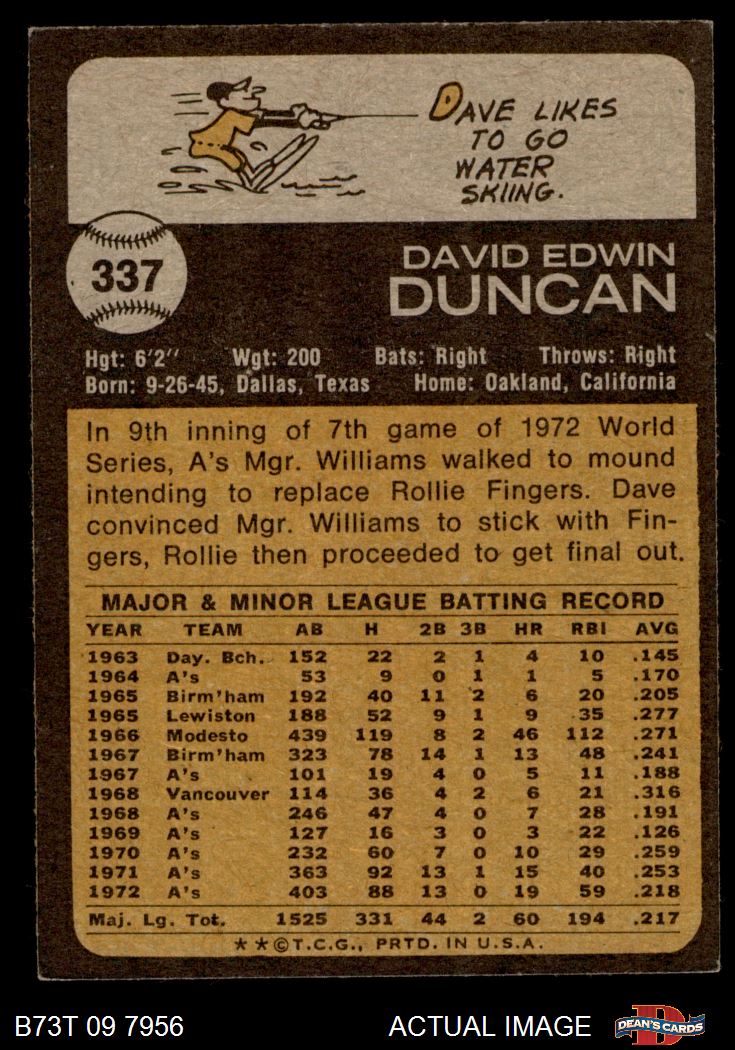 DAVE LIKES
TO GO
WATER
SKIING.
337
DAVID EDWIN
DUNCAN
Hgt: 6'2" Wgt: 200 Bats: Right Throws: Right
Born: 9-26-45, Dallas, Texas Home: Oakland, California
In 9th inning of 7th game of 1972 World
Series, A's Mgr. Williams walked to mound
intending to replace Rollie Fingers. Dave
convinced Mgr. Williams to stick with Fin-
gers, Rollie then proceeded to get final out.
MAJOR & MINOR LEAGUE BATTING RECORD
YEAR TEAM AB H 2B 3B HR RBI AVG
1963 Day. Bch. 152 22 2 1 4 10 .145
1964 A's 53 9 0 1 1 5 .170
1965 Birm'ham 192 40 11 2 6 20 .205
1965 Lewiston 188 52 9 1 9 35 .277
1966 Modesto 439 119 8 2 46 112 .271
1967 Birm'ham 323 78 14 1 13 48 .241
1967 A's 101 19 4 0 5 11 .188
1968 Vancouver 114 36 4 2 6 21 .316
1968 A's 246 47 4 0 7 28 .191
1969 A's 127 16 3 0 3 22 .126
1970 A's 232 60 7 0 10 29 .259
1971 A's 363 92 13 1 15 40 .253
1972 A's 403 88 13 0 19 59 .218
Maj. Lg. Tot. 1525 331 44 2 60 194 .217
**©T.C.G., PRTD. IN U.S.A.
B73T 09 7956 ACTUAL IMAGE DEAN'S CARDS